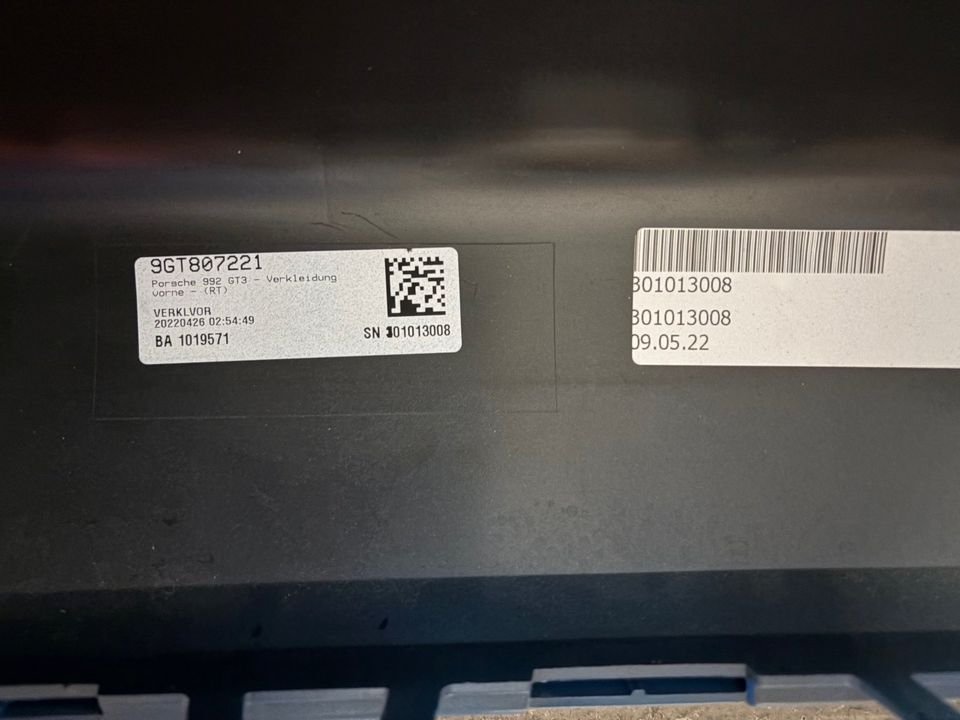 9GT807221
Porsche 992 GT3 - Verkleidung
vorne - (RT)
VERKLVOR
20220426 02:54:49
BA 1019571
SN 301013008
301013008
301013008
09.05.22